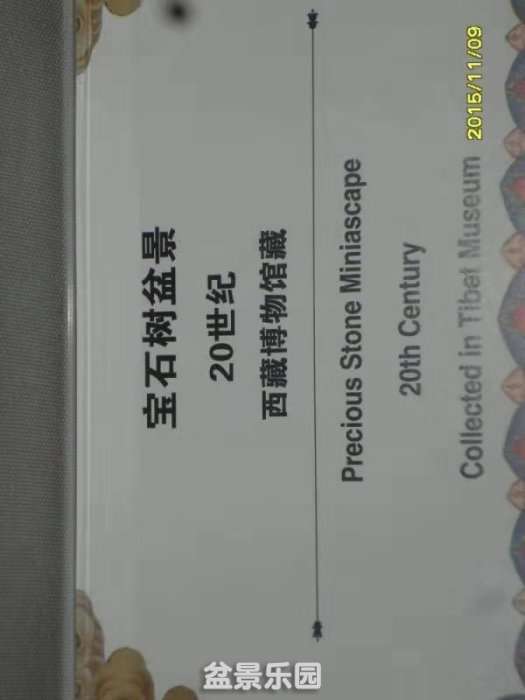 宝石树盆景
20世纪
西藏博物馆藏
Precious Stone Miniascape
20th Century
Collected in Tibet Museum
2015/11/09
盆景乐园